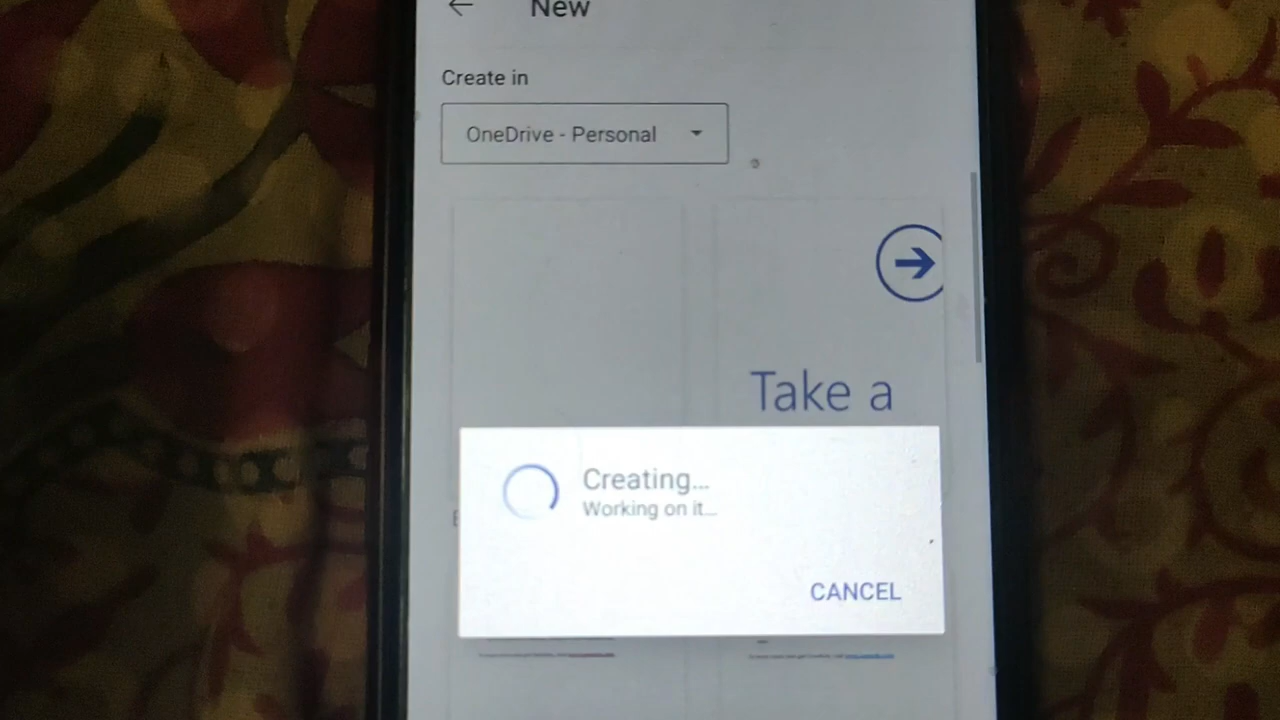 New
Create in
OneDrive - Personal
Take a
Creating...
Working on it...
CANCEL